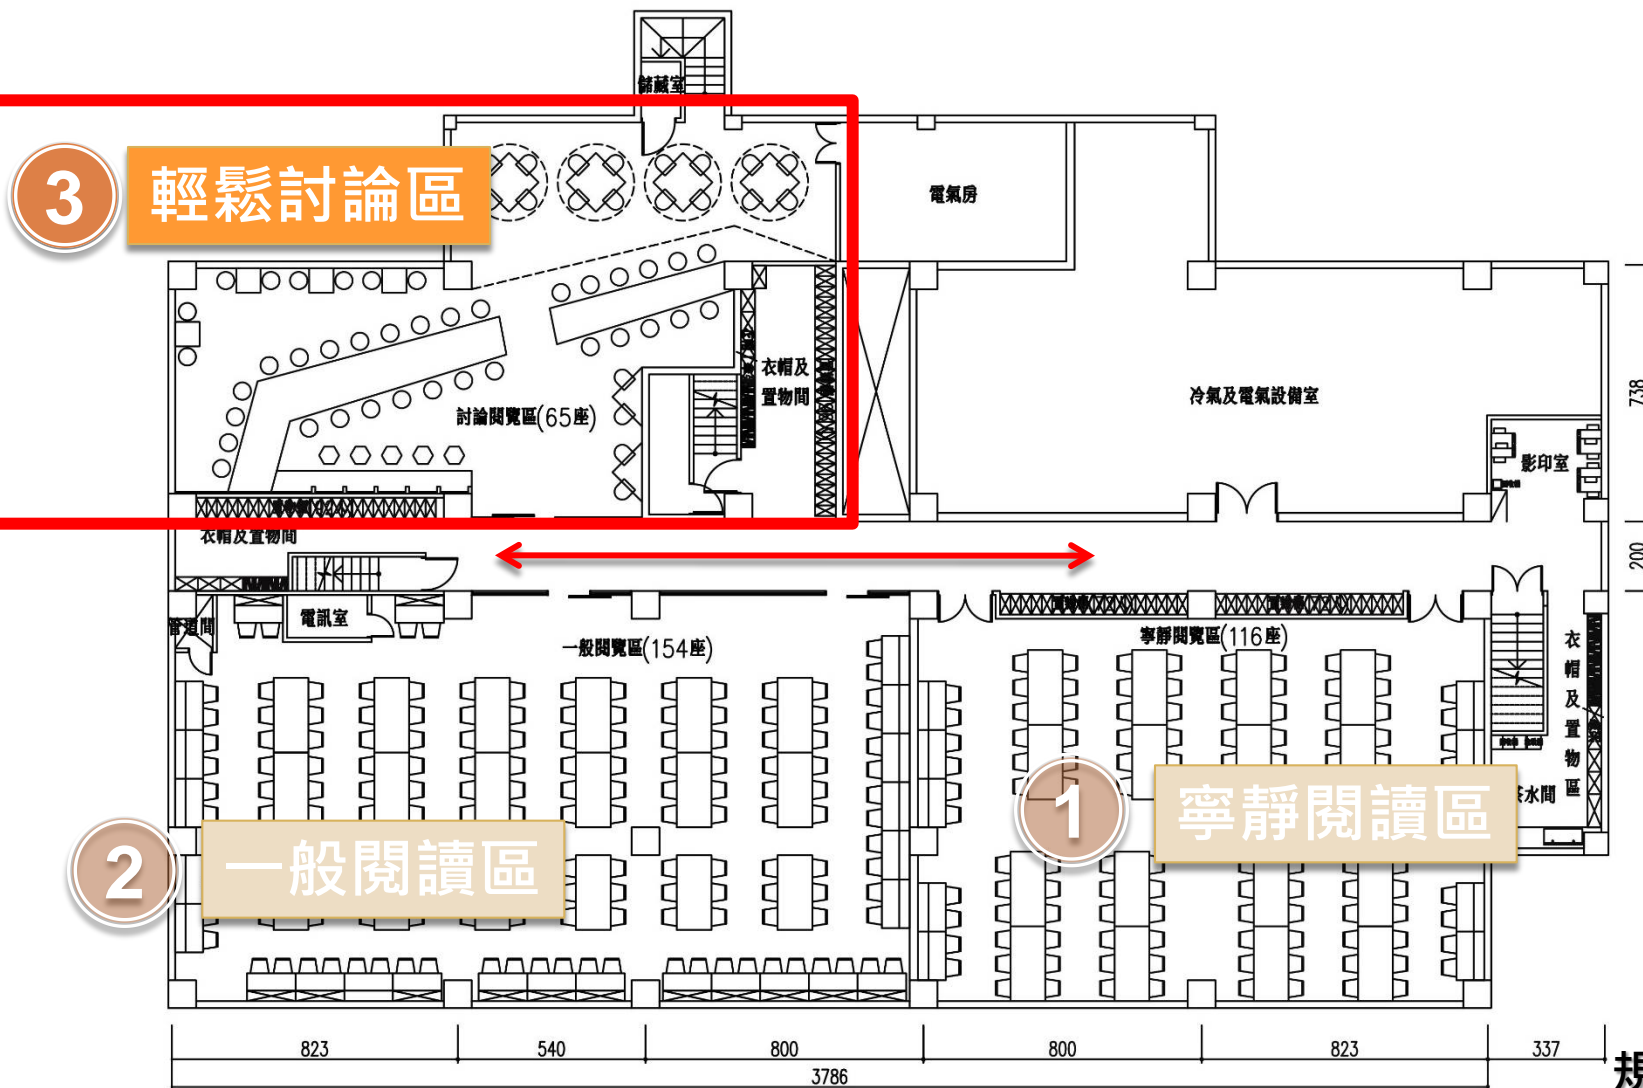 儲藏室
3 輕鬆討論區
電氣房
衣帽及
置物間
冷氣及電氣設備室
738
討論閱覽區(65座)
影印室
衣帽及置物間
200
電訊室
管道間
一般閱覽區(154座)
寧靜閱覽區(116座)
衣帽及置物區
1 寧靜閱讀區
茶水間
2 一般閱讀區
823 540 800 800 823 337
3786